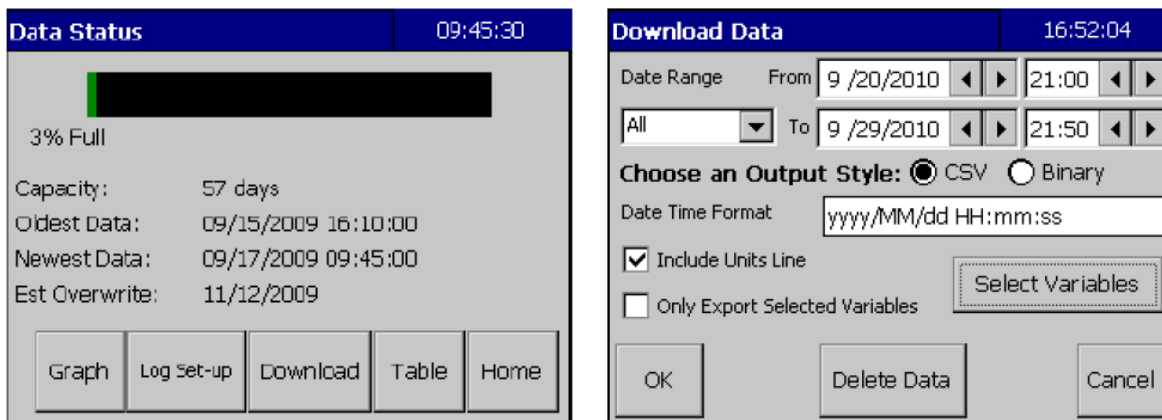 Data Status 09:45:30
3% Full
Capacity: 57 days
Oldest Data: 09/15/2009 16:10:00
Newest Data: 09/17/2009 09:45:00
Est Overwrite: 11/12/2009
Graph Log Set-up Download Table Home
Download Data 16:52:04
Date Range From 9 /20/2010 21:00
All To 9 /29/2010 21:50
Choose an Output Style: CSV Binary
Date Time Format yyyy/MM/dd HH:mm:ss
Include Units Line
Select Variables
Only Export Selected Variables
OK Delete Data Cancel